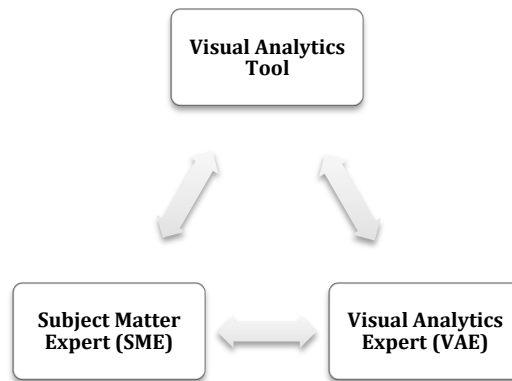 Visual Analytics
Tool
Subject Matter
Expert (SME)
Visual Analytics
Expert (VAE)